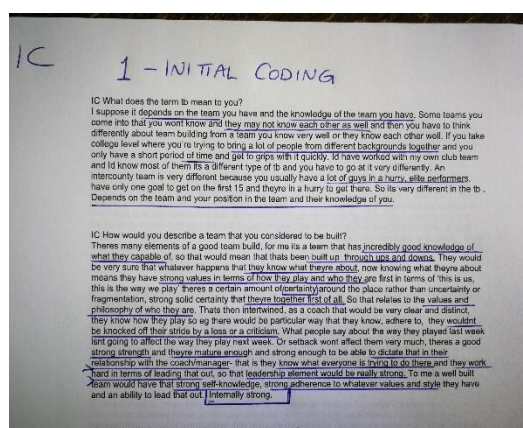 IC
1 - INITIAL CODING
IC What does the term tb mean to you?
I suppose it depends on the team you have and the knowledge of the team you have. Some teams you
come into that you wont know and they may not know each other as well and then you have to think
differently about team building from a team you know very well or they know each other well. If you take
college level where you're trying to bring a lot of people from different backgrounds together and you
only have a short period of time and get to grips with it quickly. Id have worked with my own club team
and Id know most of them its a different type of tb and you have to go at it very differently. An
intercounty team is very different because you usually have a lot of guys in a hurry, elite performers,
have only one goal to get on the first 15 and theyre in a hurry to get there. So its very different in the tb .
Depends on the team and your position in the team and their knowledge of you.
IC How would you describe a team that you considered to be built?
Theres many elements of a good team build, for me its a team that has incredibly good knowledge of
what they capable of, so that would mean that thats been built up through ups and downs. They would
be very sure that whatever happens that they know what theyre about, now knowing what theyre about
means they have strong values in terms of how they play and who they are first in terms of 'this is us,
this is the way we play' theres a certain amount of certainty around the place rather than uncertainty or
fragmentation, strong solid certainty that theyre together first of all. So that relates to the values and
philosophy of who they are. Thats then intertwined, as a coach that would be very clear and distinct,
they know how they play so eg there would be particular way that they know, adhere to, they wouldnt
be knocked off their stride by a loss or a criticism. What people say about the way they played last week
isnt going to affect the way they play next week. Or setback wont affect them very much, theres a good
strong strength and theyre mature enough and strong enough to be able to dictate that in their
relationship with the coach/manager- that is they know what everyone is trying to do there and they work
hard in terms of leading that out, so that leadership element would be really strong. To me a well built
team would have that strong self-knowledge, strong adherence to whatever values and style they have
and an ability to lead that out. Internally strong.